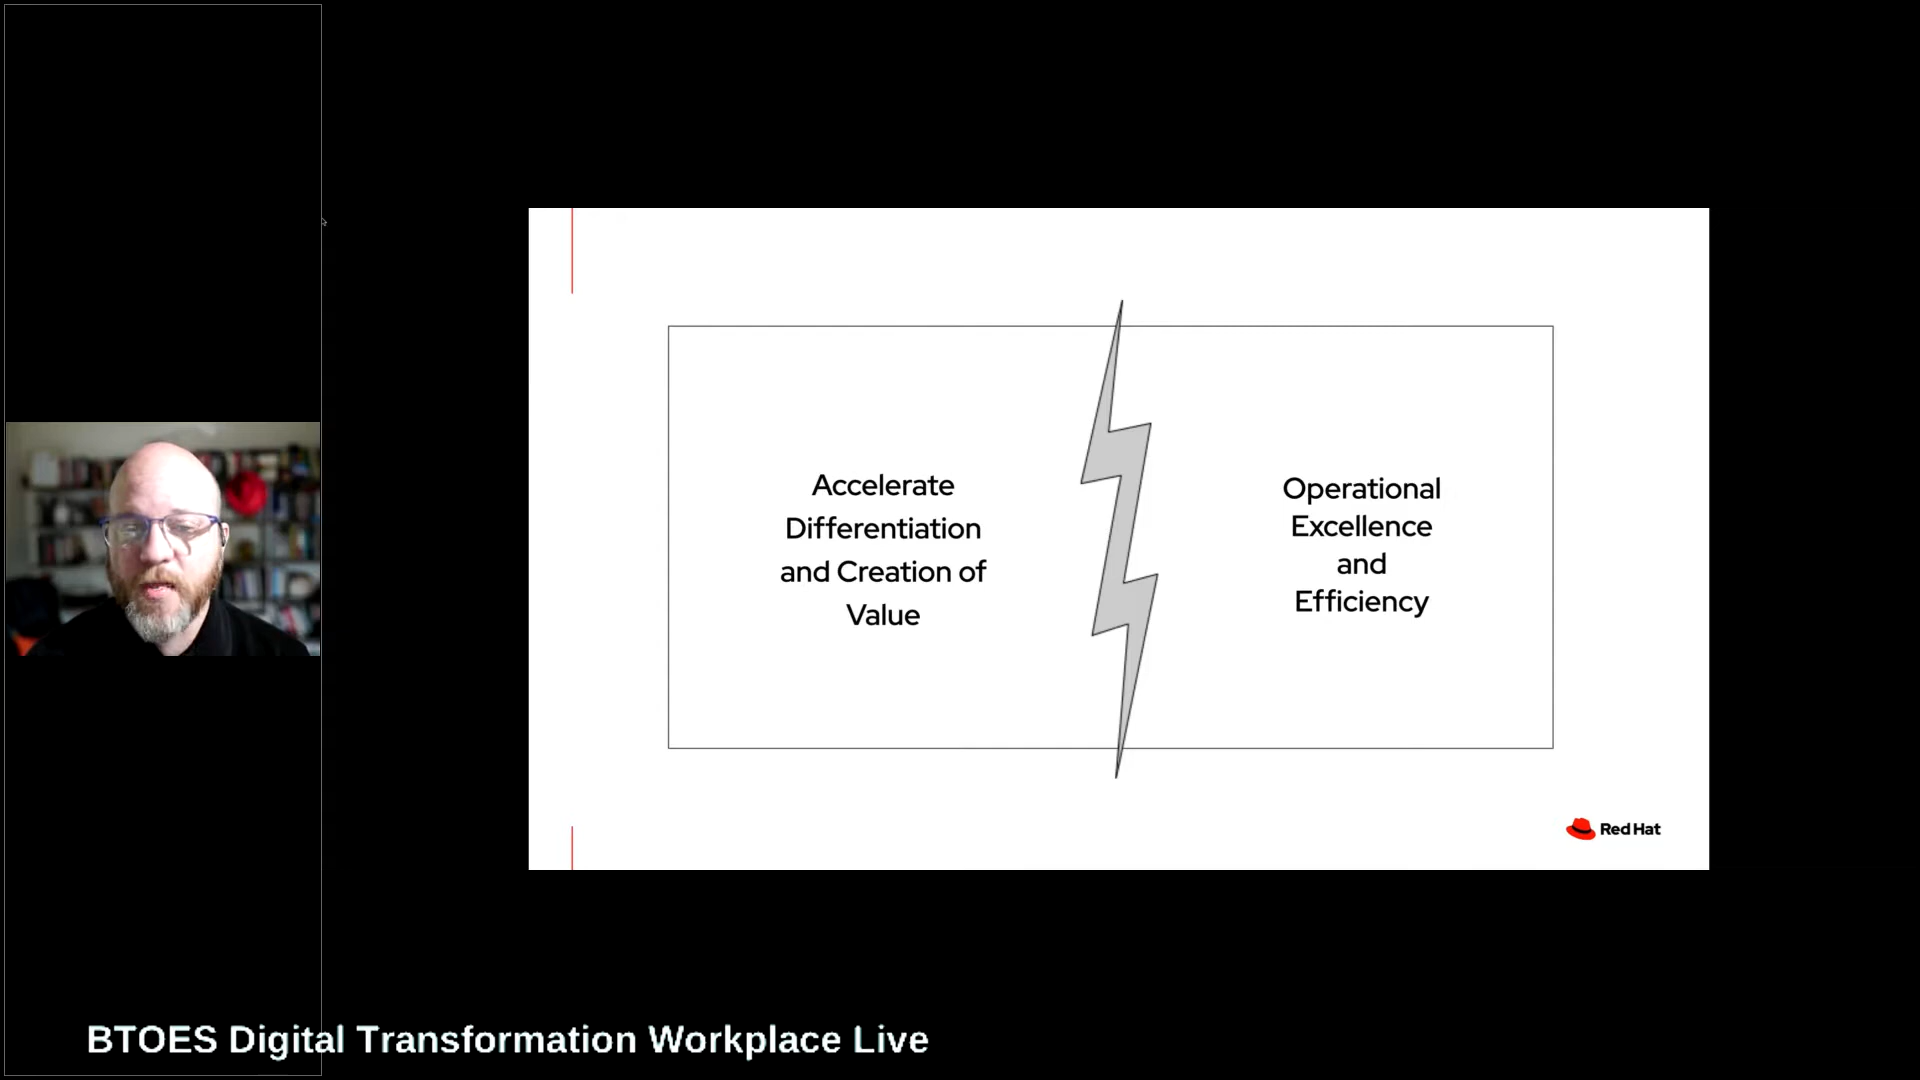 Accelerate
Differentiation
and Creation of
Value
Operational
Excellence
and
Efficiency
Red Hat
BTOES Digital Transformation Workplace Live